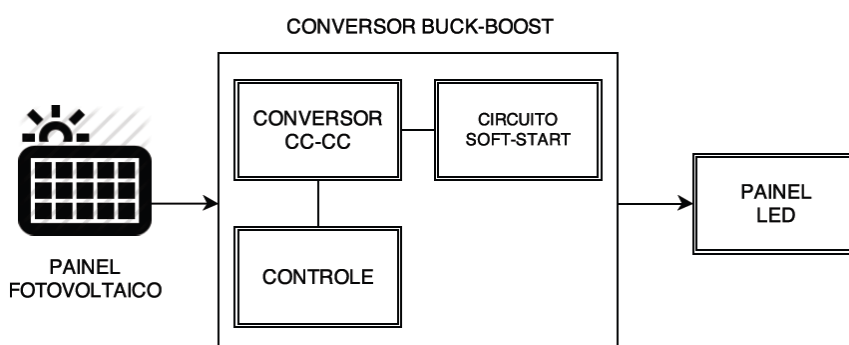 CONVERSOR BUCK-BOOST
CONVERSOR
CC-CC
CIRCUITO
SOFT-START
PAINEL
LED
PAINEL
FOTOVOLTAICO
CONTROLE